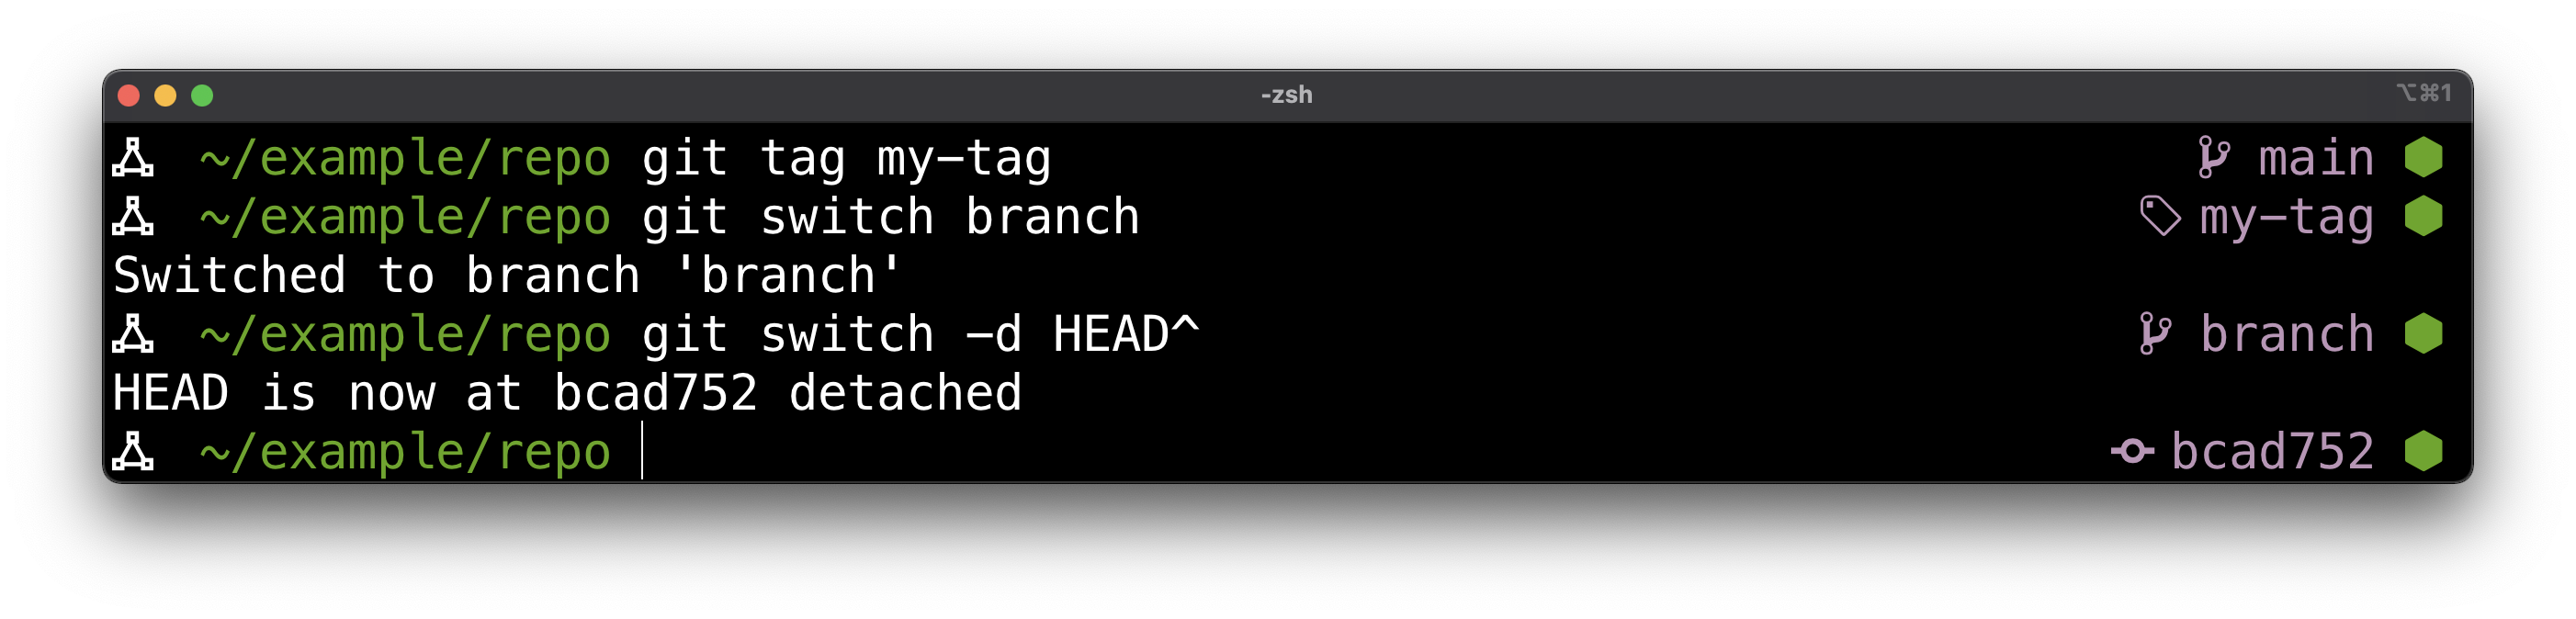 -zsh ⌥⌘1
~/example/repo git tag my-tag main
~/example/repo git switch branch my-tag
Switched to branch 'branch'
~/example/repo git switch -d HEAD^ branch
HEAD is now at bcad752 detached
~/example/repo bcad752